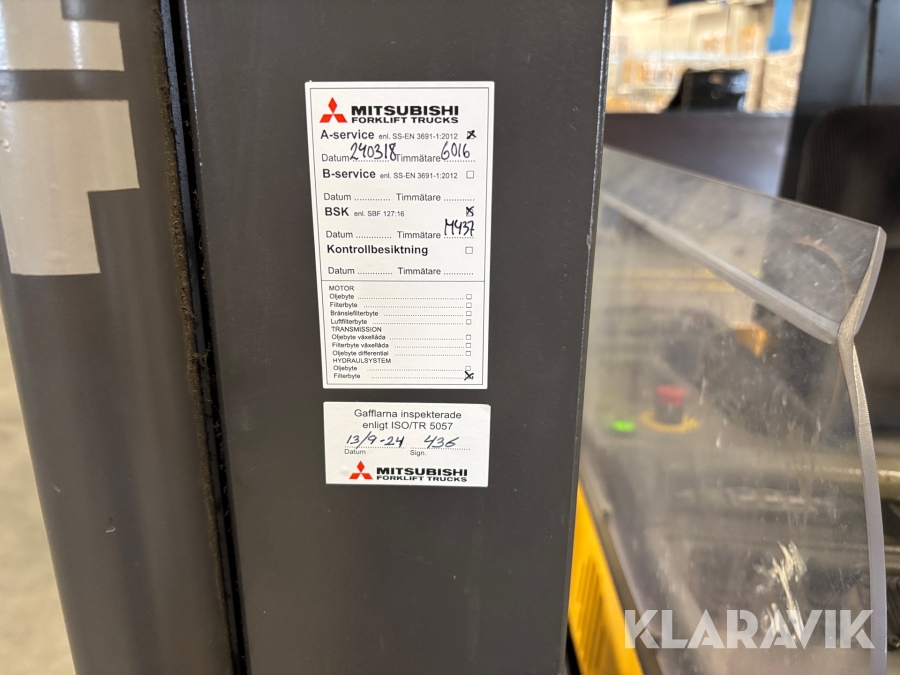 MITSUBISHI
FORKLIFT TRUCKS
A-service enl. SS-EN 3691-1:2012 ☒
Datum 240318 Timmätare 6016
B-service enl. SS-EN 3691-1:2012 ☐
Datum .............. Timmätare ...........
BSK enl. SBF 127:16 ☒
Datum .............. Timmätare M437
Kontrollbesiktning ☐
Datum .............. Timmätare ...........
MOTOR
Oljebyte ☐
Filterbyte ☐
Bränslefilterbyte ☐
Luftfilterbyte ☐
TRANSMISSION
Oljebyte växellåda ☐
Filterbyte växellåda ☐
Oljebyte differential ☐
HYDRAULSYSTEM
Oljebyte ☐
Filterbyte ☒
Gafflarna inspekterade
enligt ISO/TR 5057
13/9-24 436
Datum Sign.
MITSUBISHI
FORKLIFT TRUCKS
KLARAVIK